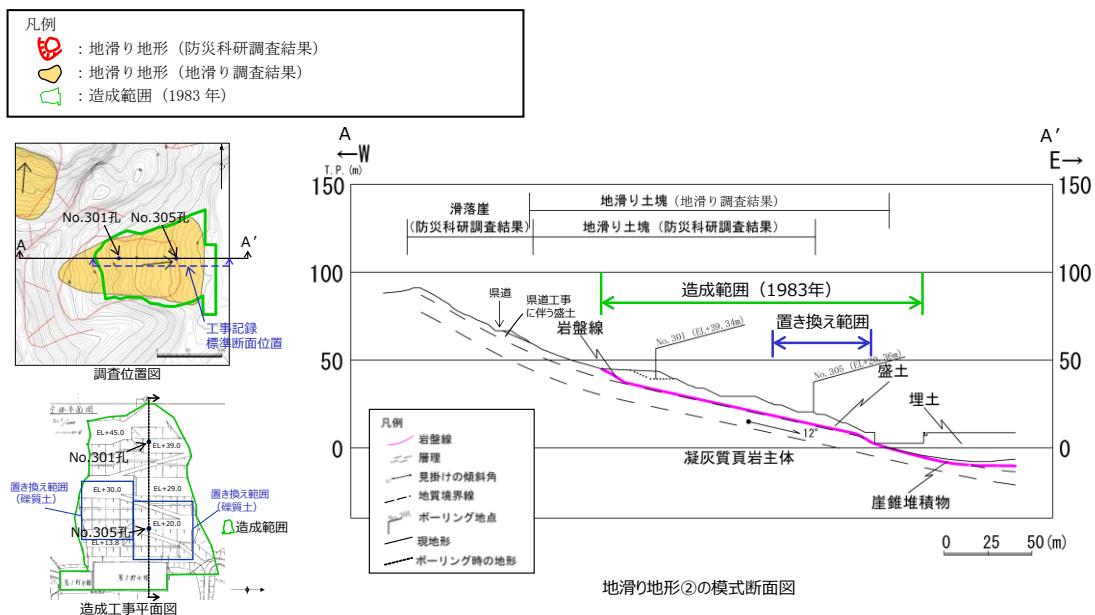 凡例
：地滑り地形（防災科研調査結果）
：地滑り地形（地滑り調査結果）
：造成範囲（1983 年）
No.301孔 No.305孔
A A′
工事記録
標準断面位置
調査位置図
EL+45.0
EL+39.0
No.301孔
置き換え範囲
（礫質土）
EL+30.0
EL+29.0
置き換え範囲
（礫質土）
EL+20.0
No.305孔
EL+13.8
造成範囲
造成工事平面図
A
←W
T.P.(m)
A′
E→
150
100
50
0
150
100
50
0
滑落崖
(防災科研調査結果)
地滑り土塊（地滑り調査結果）
地滑り土塊（防災科研調査結果）
造成範囲（1983年）
置き換え範囲
県道
県道工事
に伴う盛土
岩盤線
No.301 (EL+39.34m)
No.305 (EL+20.36m)
盛土
埋土
12°
凝灰質頁岩主体
崖錐堆積物
凡例
岩盤線
層理
見掛けの傾斜角
地質境界線
No.301
ボーリング地点
現地形
ボーリング時の地形
0 25 50(m)
地滑り地形②の模式断面図